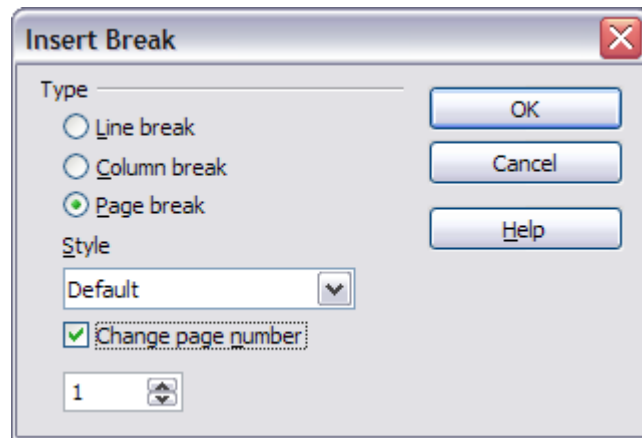 Insert Break
Type
OK
Line break
Column break
Cancel
Page break
Help
Style
Default
Change page number
1